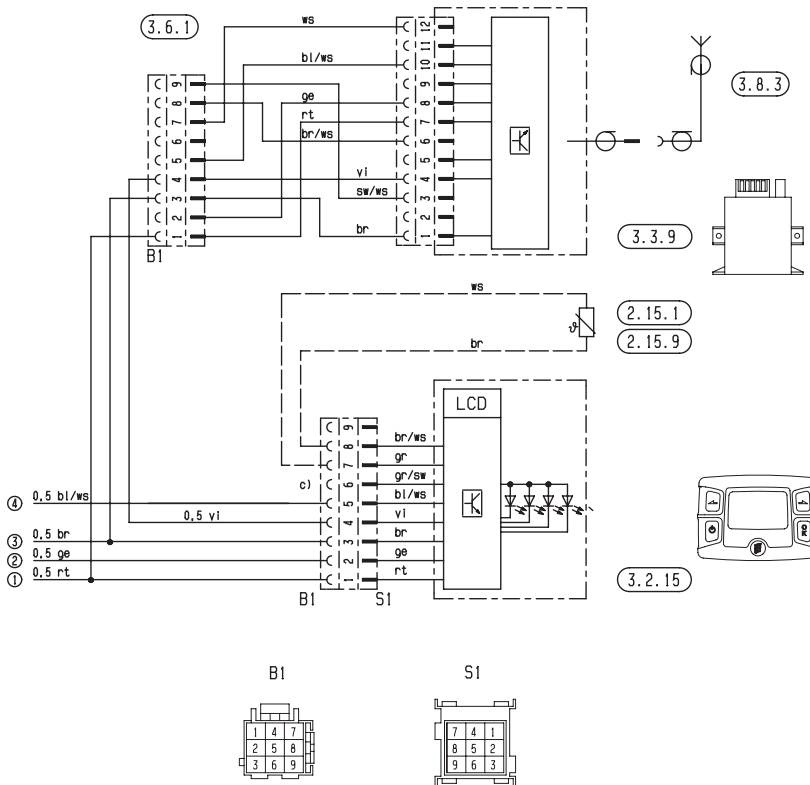 3.6.1
ws
bl/ws
ge
rt
br/ws
vi
sw/ws
br
9
8
7
6
5
4
3
2
1
B1
12
11
10
9
8
7
6
5
4
3
2
1
3.8.3
3.3.9
ws
br
2.15.1
2.15.9
LCD
9
8
7
6
5
4
3
2
1
c)
br/ws
gr
gr/sw
bl/ws
vi
br
ge
rt
④ 0,5 bl/ws
0,5 vi
③ 0,5 br
② 0,5 ge
① 0,5 rt
B1 S1
3.2.15
B1 S1
1 4 7
2 5 8
3 6 9
7 4 1
8 5 2
9 6 3